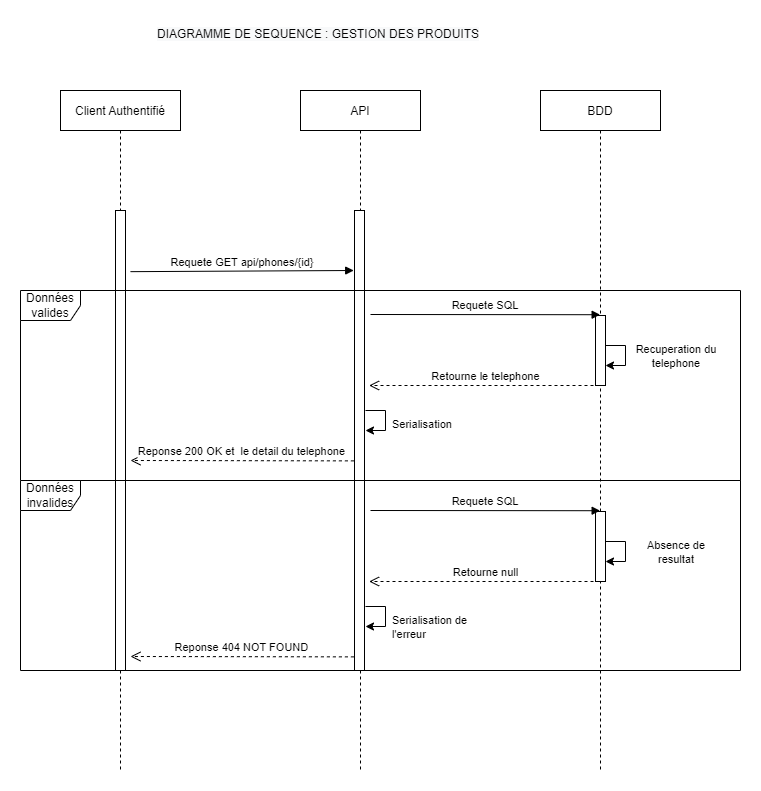 DIAGRAMME DE SEQUENCE : GESTION DES PRODUITS
Client Authentifié
API
BDD
Requete GET api/phones/{id}
Données
valides
Requete SQL
Recuperation du
telephone
Retourne le telephone
Serialisation
Reponse 200 OK et le detail du telephone
Données
invalides
Requete SQL
Absence de
resultat
Retourne null
Serialisation de
l'erreur
Reponse 404 NOT FOUND